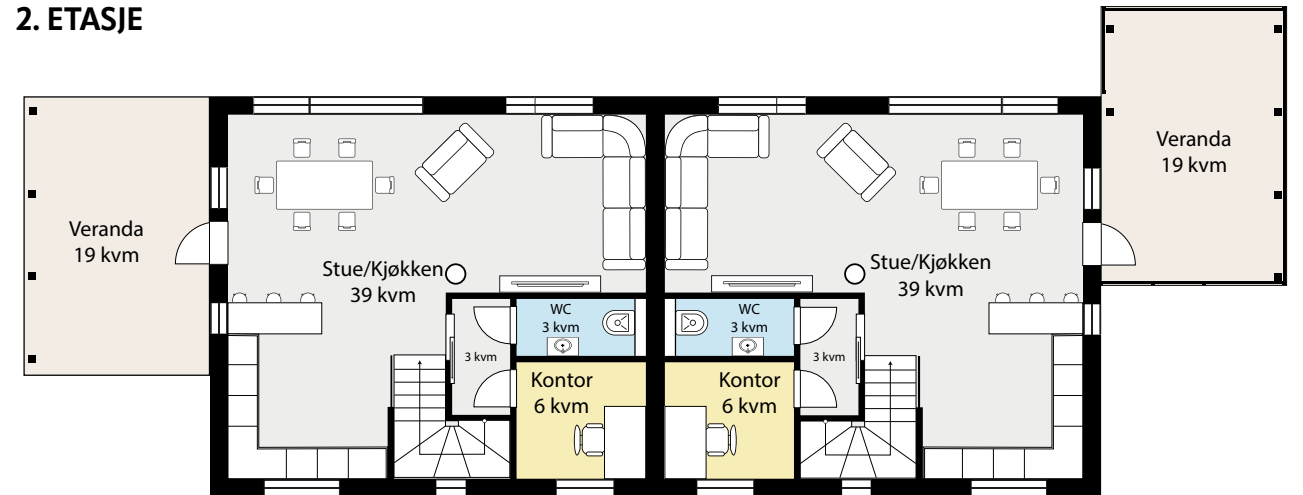 2. ETASJE
Veranda
19 kvm
Stue/Kjøkken
39 kvm
WC
3 kvm
3 kvm
Kontor
6 kvm
Veranda
19 kvm
Stue/Kjøkken
39 kvm
WC
3 kvm
3 kvm
Kontor
6 kvm